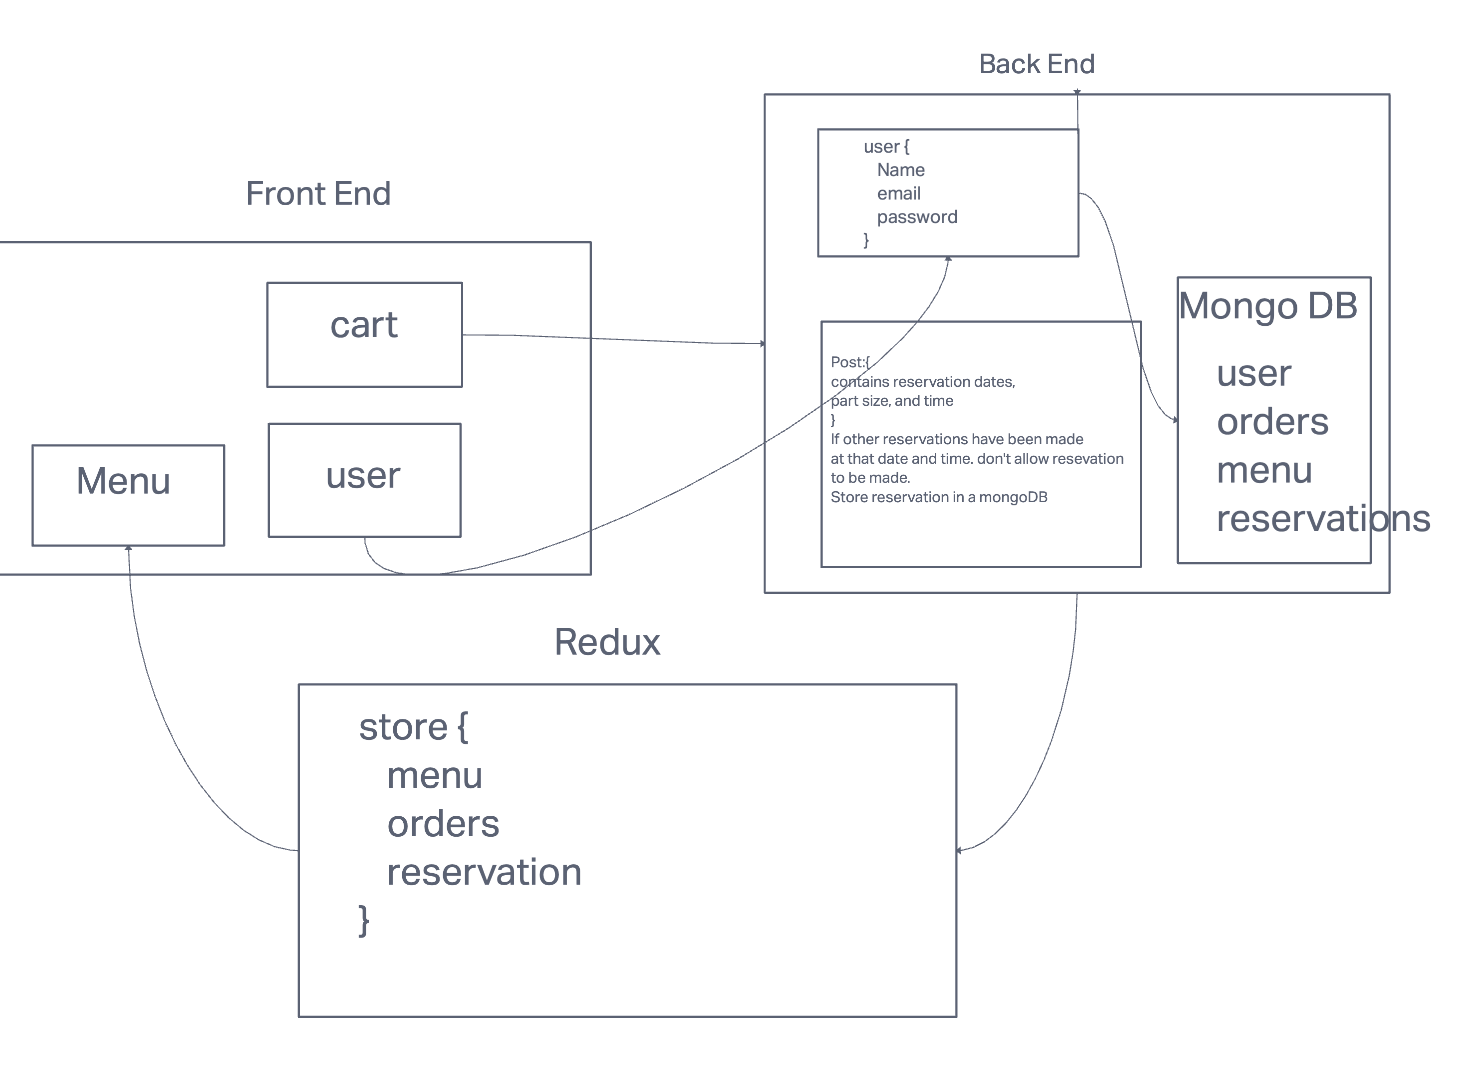 Back End
user {
Name
email
password
}
Front End
cart
user
Menu
Post:{
contains reservation dates,
part size, and time
}
If other reservations have been made
at that date and time. don't allow resevation
to be made.
Store reservation in a mongoDB
Mongo DB
user
orders
menu
reservations
Redux
store {
menu
orders
reservation
}